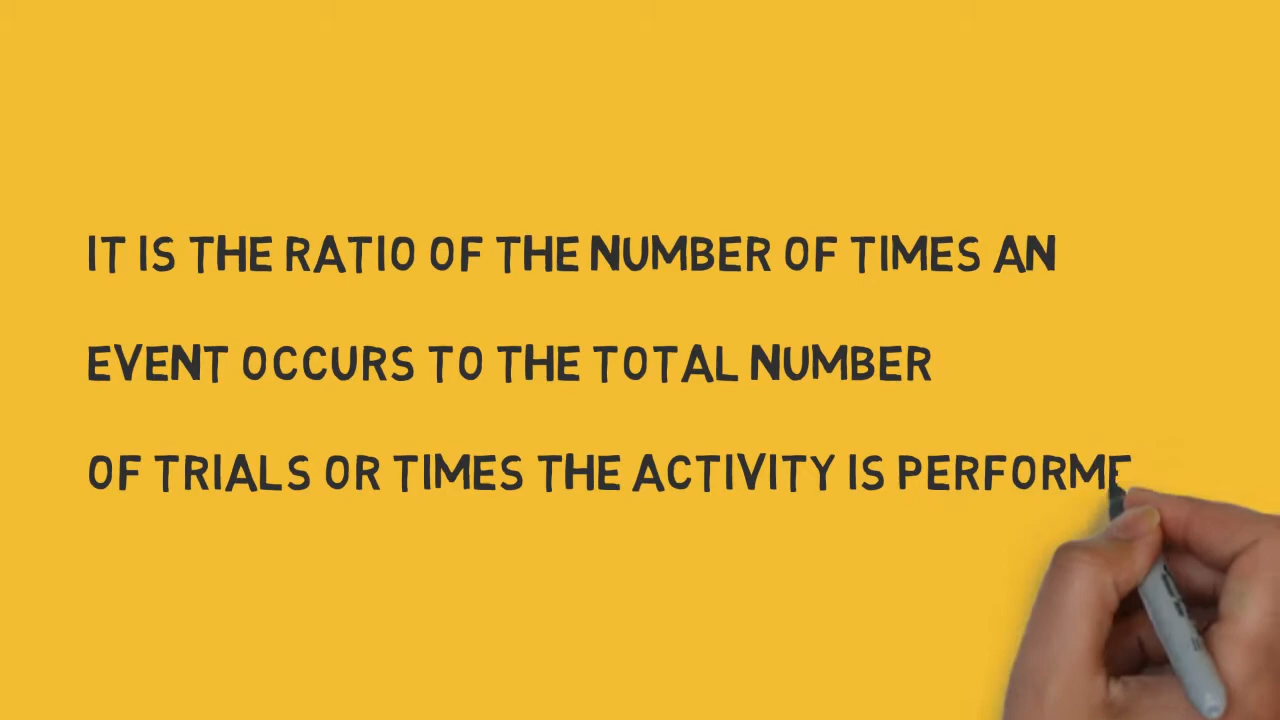 IT IS THE RATIO OF THE NUMBER OF TIMES AN
EVENT OCCURS TO THE TOTAL NUMBER
OF TRIALS OR TIMES THE ACTIVITY IS PERFORME